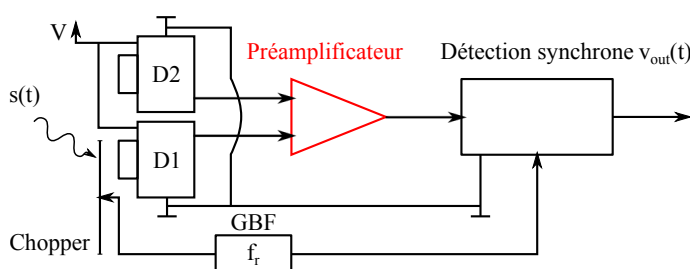 V
D2
Préamplificateur
Détection synchrone v_out(t)
s(t)
D1
GBF
Chopper
f_r